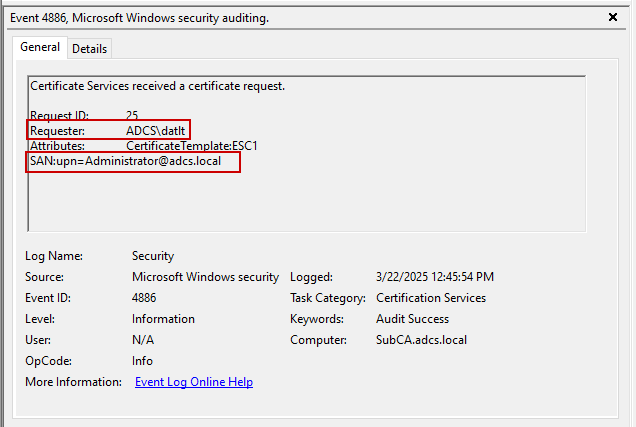 Event 4886, Microsoft Windows security auditing.
General Details
Certificate Services received a certificate request.
Request ID: 25
Requester: ADCS\datlt
Attributes: CertificateTemplate:ESC1
SAN:upn=Administrator@adcs.local
Log Name: Security
Source: Microsoft Windows security Logged: 3/22/2025 12:45:54 PM
Event ID: 4886 Task Category: Certification Services
Level: Information Keywords: Audit Success
User: N/A Computer: SubCA.adcs.local
OpCode: Info
More Information: Event Log Online Help